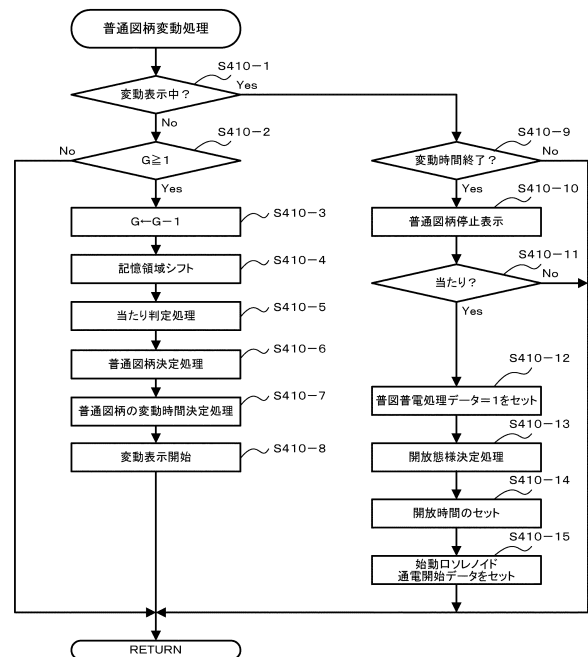 普通図柄変動処理
S410-1
変動表示中?
Yes
No
S410-2
No
G≧1
Yes
G←G-1
S410-3
記憶領域シフト
S410-4
当たり判定処理
S410-5
普通図柄決定処理
S410-6
普通図柄の変動時間決定処理
S410-7
変動表示開始
S410-8
S410-9
変動時間終了?
No
Yes
S410-10
普通図柄停止表示
S410-11
当たり?
No
Yes
S410-12
普図普電処理データ=1をセット
S410-13
開放態様決定処理
S410-14
開放時間のセット
S410-15
始動口ソレノイド
通電開始データをセット
RETURN